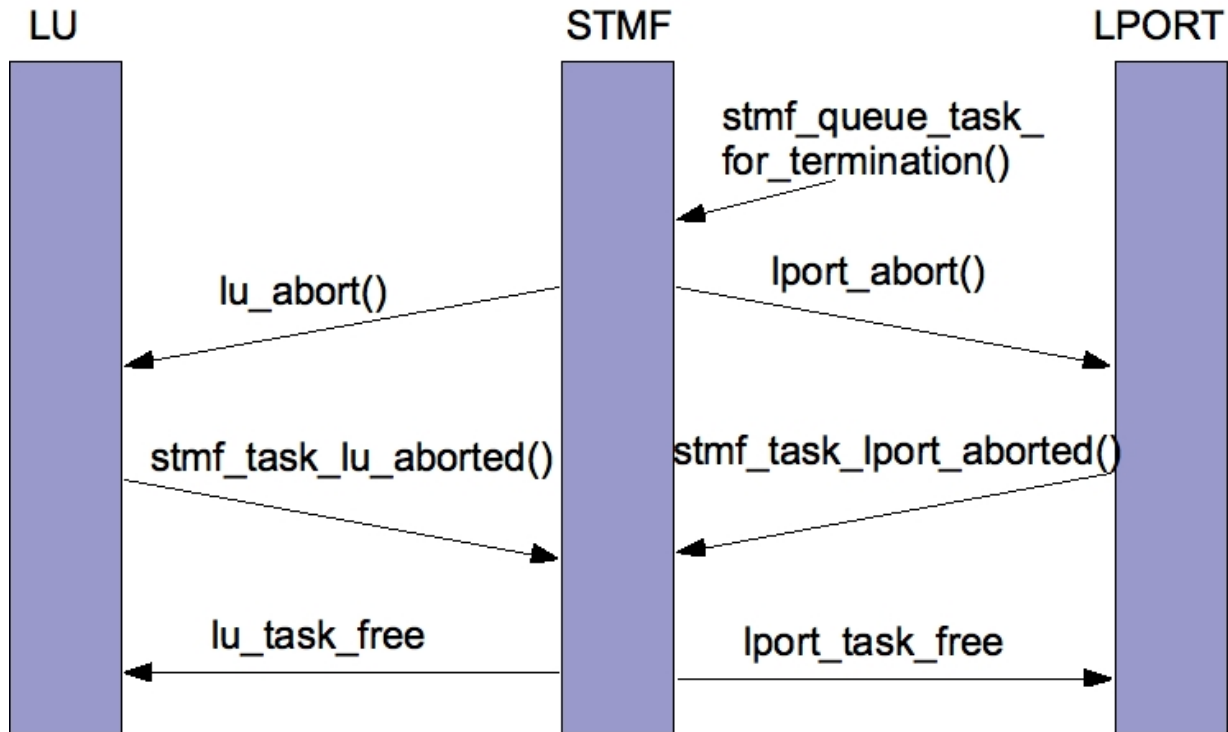 LU
STMF
LPORT
stmf_queue_task_
for_termination()
lu_abort()
lport_abort()
stmf_task_lu_aborted()
stmf_task_lport_aborted()
lu_task_free
lport_task_free